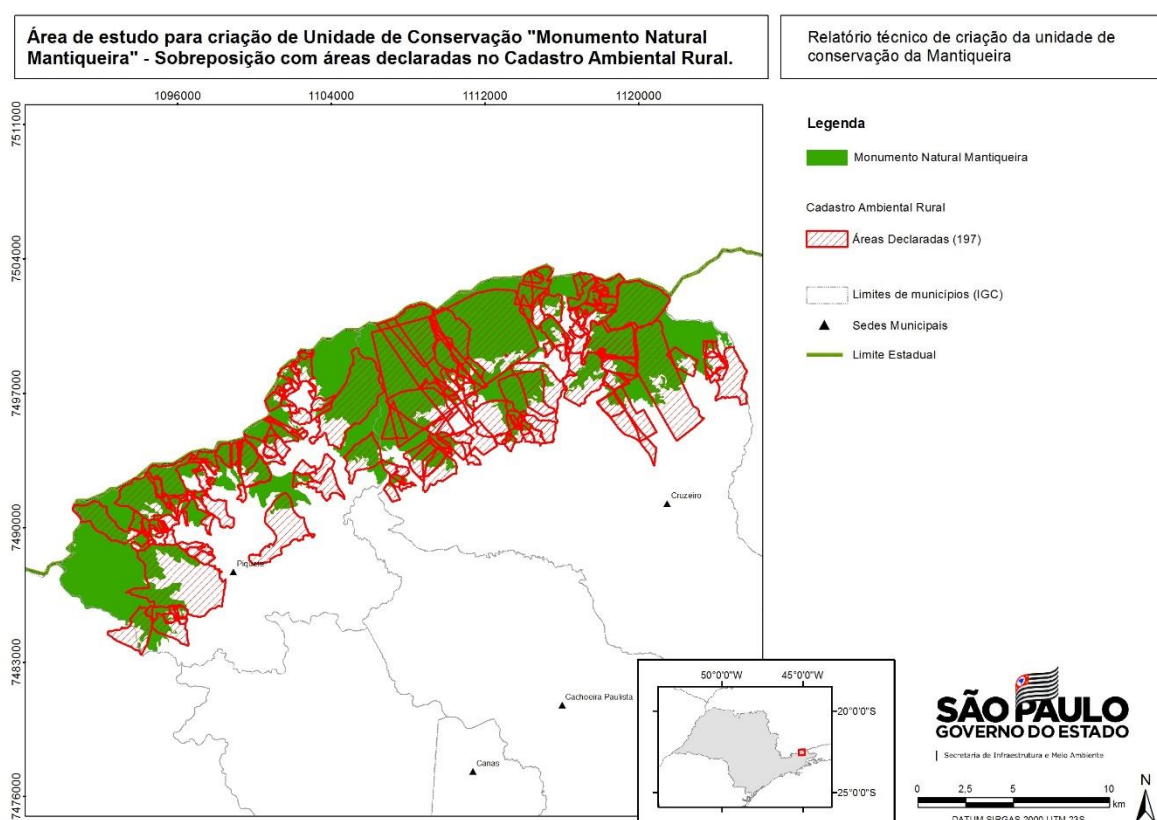 Área de estudo para criação de Unidade de Conservação "Monumento Natural
Mantiqueira" - Sobreposição com áreas declaradas no Cadastro Ambiental Rural.
Relatório técnico de criação da unidade de
conservação da Mantiqueira
1096000
1104000
1112000
1120000
7511000
7504000
7497000
7490000
7483000
7476000
Cruzeiro
Piquete
Cachoeira Paulista
Canas
Legenda
Monumento Natural Mantiqueira
Cadastro Ambiental Rural
Áreas Declaradas (197)
Limites de municípios (IGC)
Sedes Municipais
Limite Estadual
50°0'0"W
45°0'0"W
20°0'0"S
25°0'0"S
SÃO PAULO
GOVERNO DO ESTADO
Secretaria de Infraestrutura e Meio Ambiente
0 2,5 5 10
km
N
DATUM SIRGAS 2000 UTM 23S